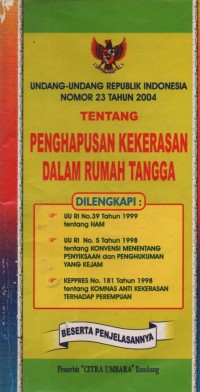 UNDANG-UNDANG REPUBLIK INDONESIA
NOMOR 23 TAHUN 2004
TENTANG
PENGHAPUSAN KEKERASAN
DALAM RUMAH TANGGA
DILENGKAPI :
UU RI No.39 Tahun 1999
tentang HAM
UU RI No. 5 Tahun 1998
tentang KONVENSI MENENTANG
PENYIKSAAN dan PENGHUKUMAN
YANG KEJAM
KEPPRES No. 181 Tahun 1998
tentang KOMNAS ANTI KEKERASAN
TERHADAP PEREMPUAN
BESERTA PENJELASANNYA
Penerbit "CITRA UMBARA" Bandung